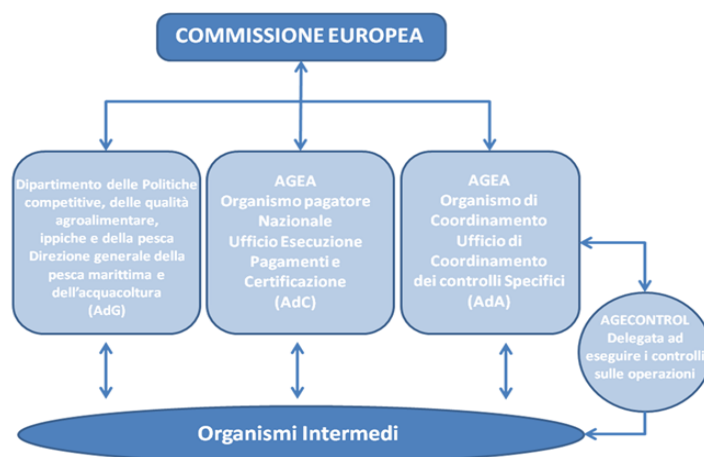 COMMISSIONE EUROPEA
Dipartimento delle Politiche
competitive, delle qualità
agroalimentare,
ippiche e della pesca
Direzione generale della
pesca marittima e
dell'acquacoltura
(AdG)
AGEA
Organismo pagatore
Nazionale
Ufficio Esecuzione
Pagamenti e
Certificazione
(AdC)
AGEA
Organismo di
Coordinamento
Ufficio di
Coordinamento
dei controlli Specifici
(AdA)
AGECONTROL
Delegata ad
eseguire i controlli
sulle operazioni
Organismi Intermedi